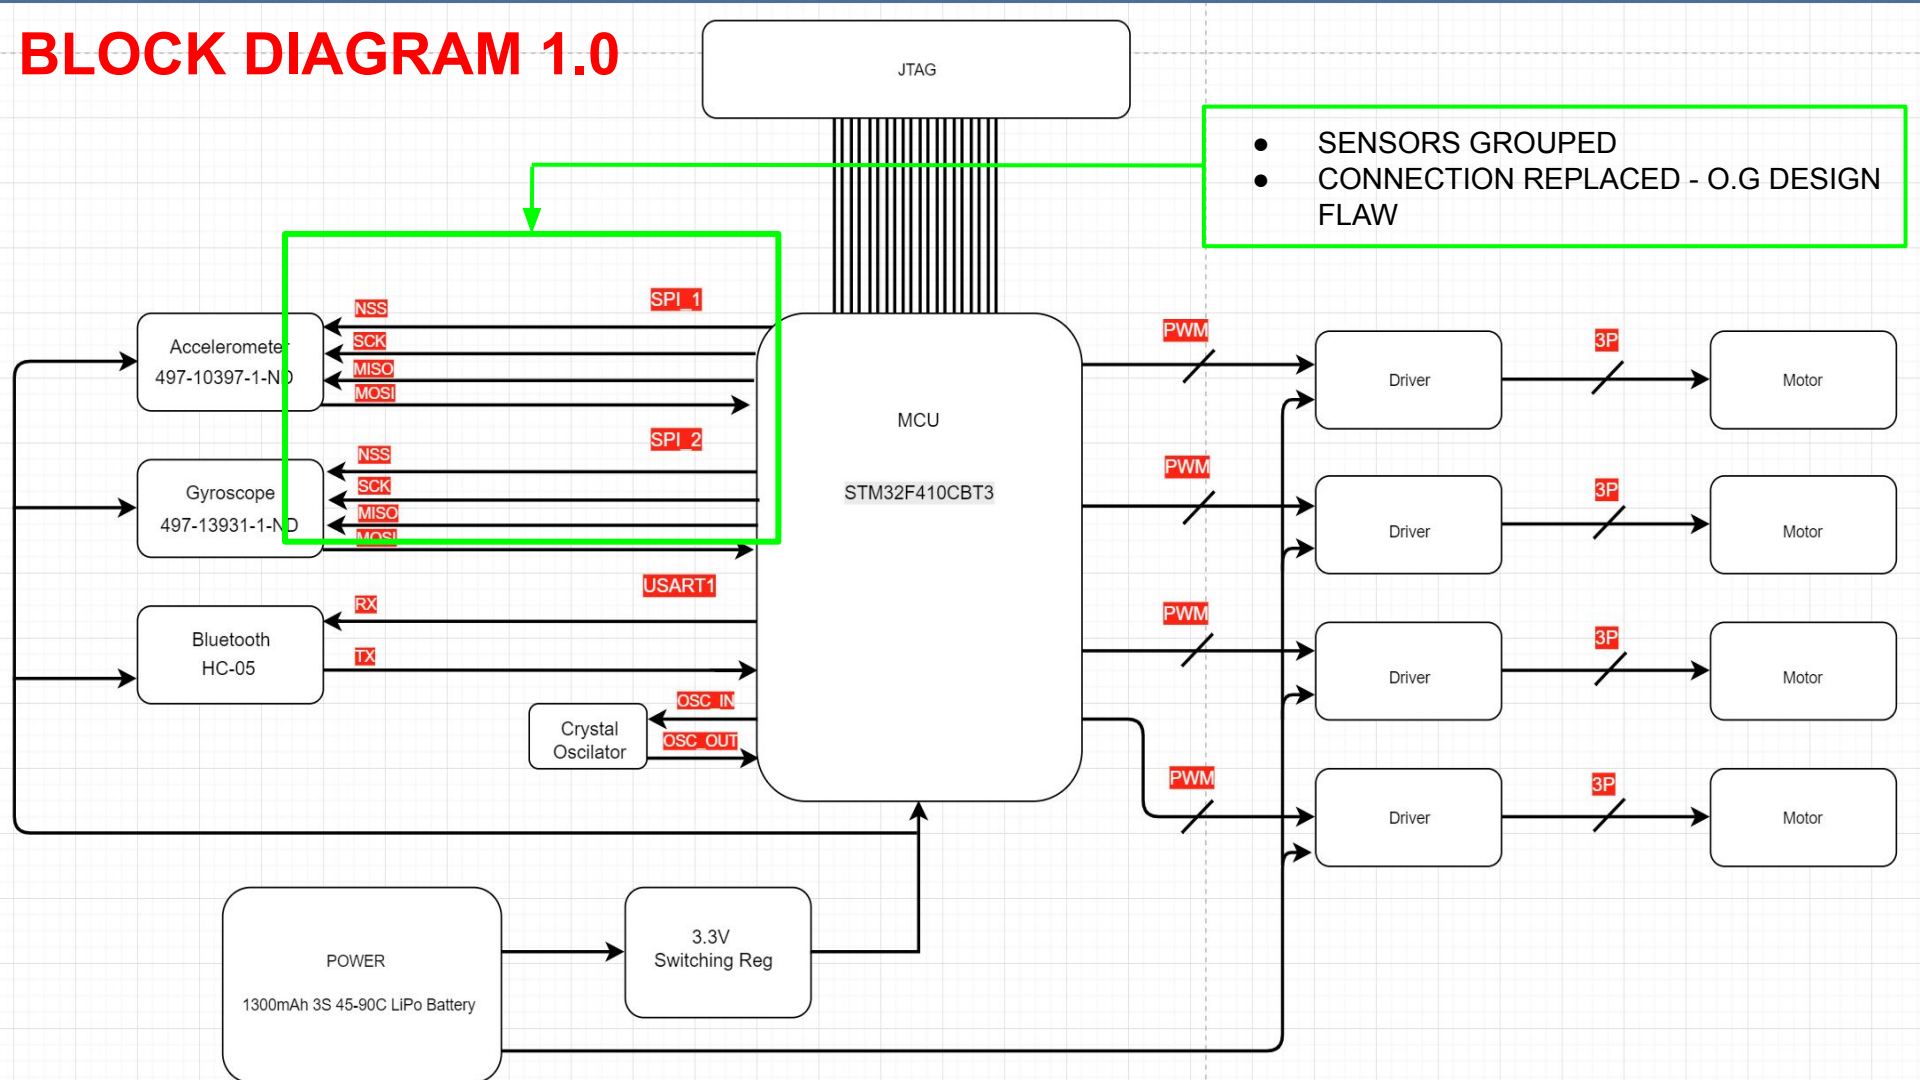 BLOCK DIAGRAM 1.0
JTAG
● SENSORS GROUPED
● CONNECTION REPLACED - O.G DESIGN
FLAW
SPI_1
NSS
SCK
MISO
MOSI
Accelerometer
497-10397-1-ND
SPI_2
NSS
SCK
MISO
MOSI
Gyroscope
497-13931-1-ND
USART1
RX
TX
Bluetooth
HC-05
OSC_IN
OSC_OUT
Crystal
Oscilator
MCU
STM32F410CBT3
PWM
Driver
3P
Motor
PWM
Driver
3P
Motor
PWM
Driver
3P
Motor
PWM
Driver
3P
Motor
POWER
1300mAh 3S 45-90C LiPo Battery
3.3V
Switching Reg